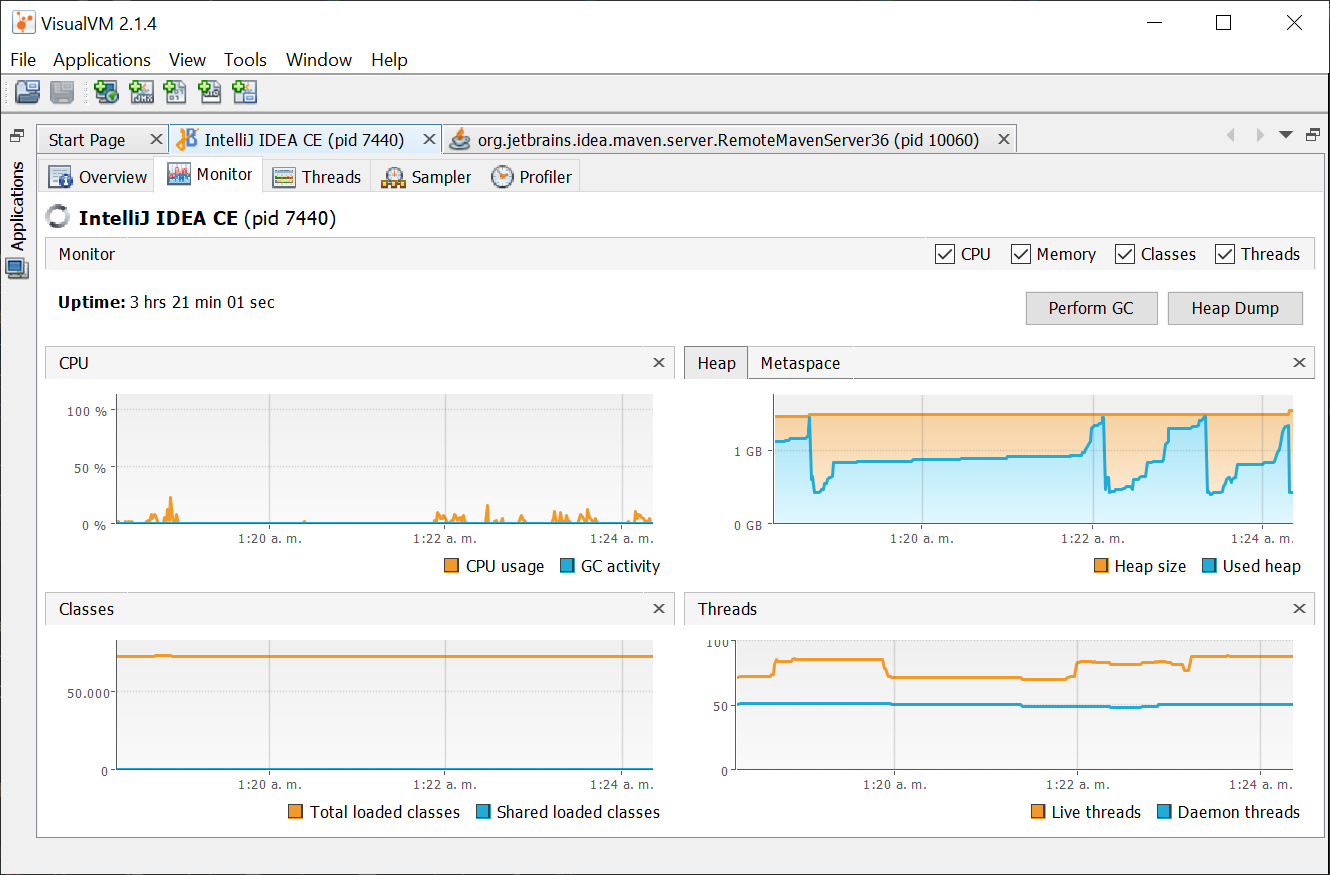 VisualVM 2.1.4
File Applications View Tools Window Help
Start Page IntelliJ IDEA CE (pid 7440) org.jetbrains.idea.maven.server.RemoteMavenServer36 (pid 10060)
Applications
Overview Monitor Threads Sampler Profiler
IntelliJ IDEA CE (pid 7440)
Monitor CPU Memory Classes Threads
Uptime: 3 hrs 21 min 01 sec
Perform GC Heap Dump
CPU
100 %
50 %
0 %
1:20 a. m. 1:22 a. m. 1:24 a. m.
CPU usage GC activity
Heap Metaspace
1 GB
0 GB
1:20 a. m. 1:22 a. m. 1:24 a. m.
Heap size Used heap
Classes
50.000
0
1:20 a. m. 1:22 a. m. 1:24 a. m.
Total loaded classes Shared loaded classes
Threads
100
50
0
1:20 a. m. 1:22 a. m. 1:24 a. m.
Live threads Daemon threads